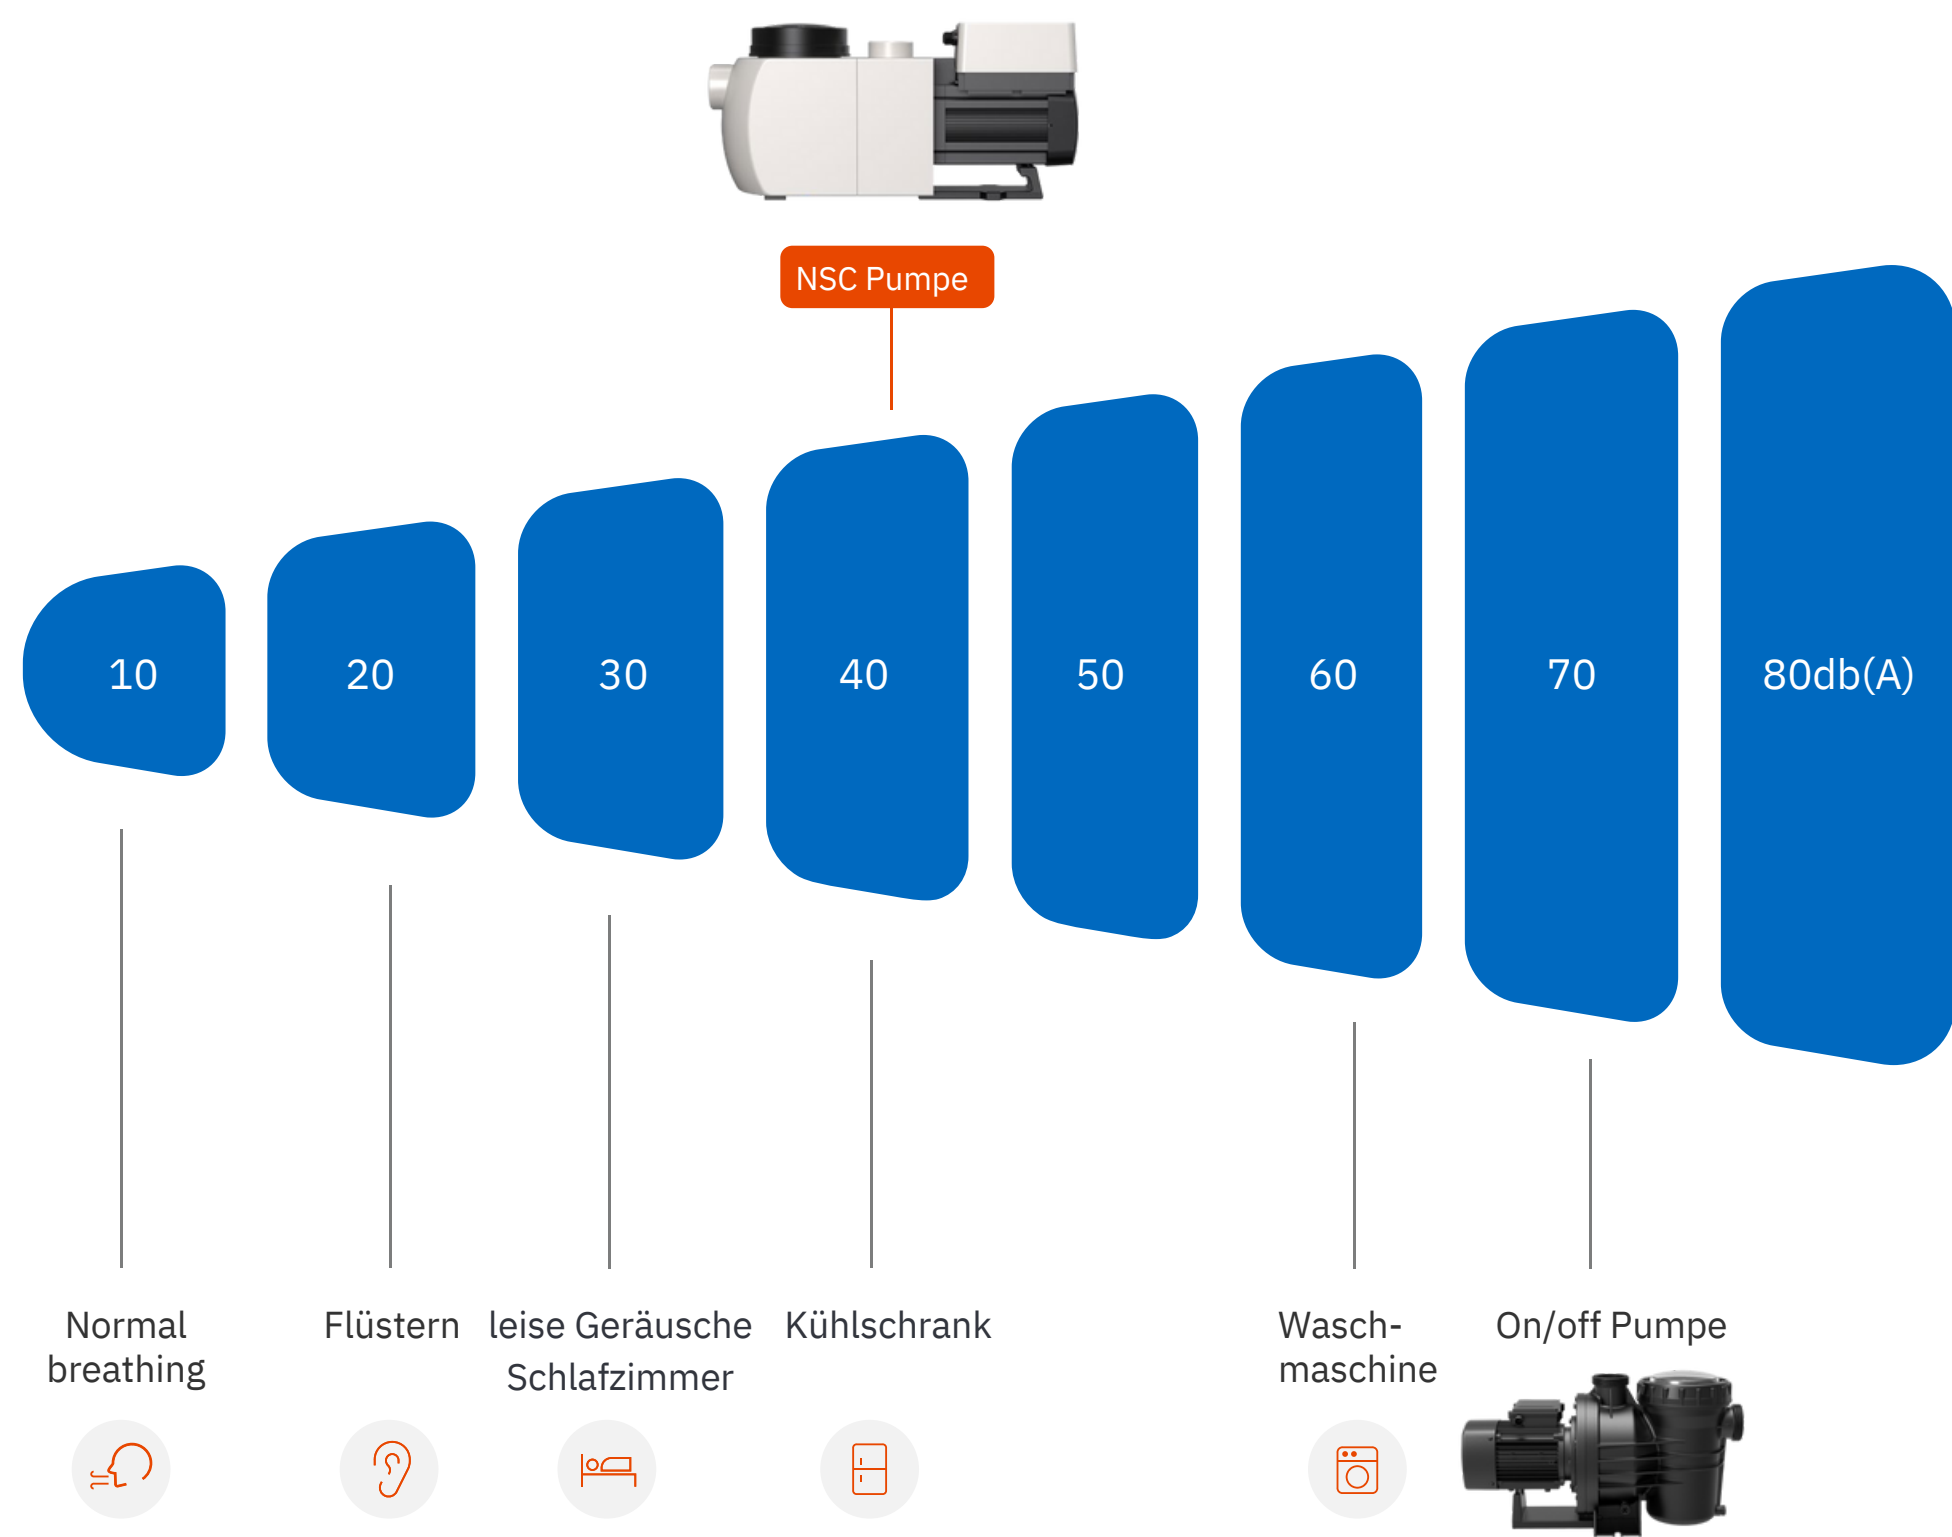 NSC Pumpe
10
20
30
40
50
60
70
80db(A)
Normal
breathing
Flüstern
leise Geräusche
Schlafzimmer
Kühlschrank
Wasch-
maschine
On/off Pumpe